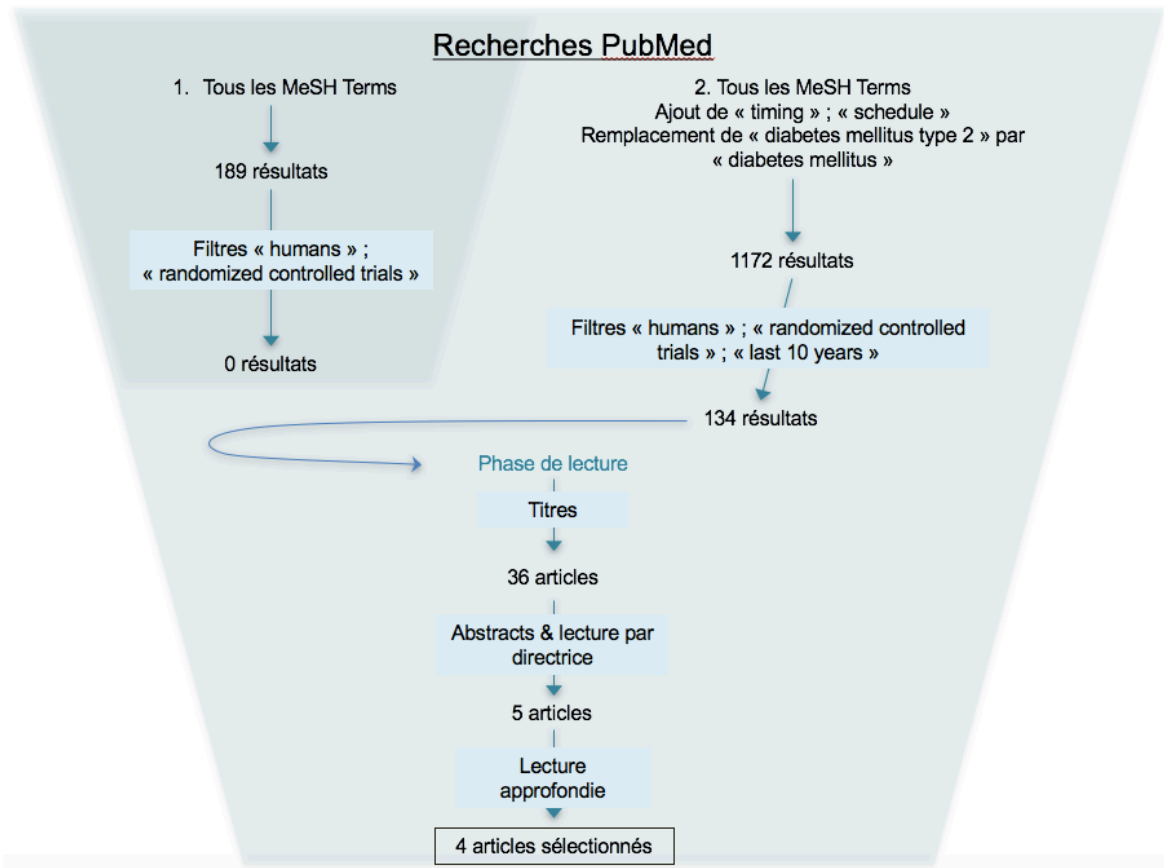 Recherches PubMed
1. Tous les MeSH Terms
189 résultats
Filtres « humans » ;
« randomized controlled trials »
0 résultats
2. Tous les MeSH Terms
Ajout de « timing » ; « schedule »
Remplacement de « diabetes mellitus type 2 » par
« diabetes mellitus »
1172 résultats
Filtres « humans » ; « randomized controlled
trials » ; « last 10 years »
134 résultats
Phase de lecture
Titres
36 articles
Abstracts & lecture par
directrice
5 articles
Lecture
approfondie
4 articles sélectionnés